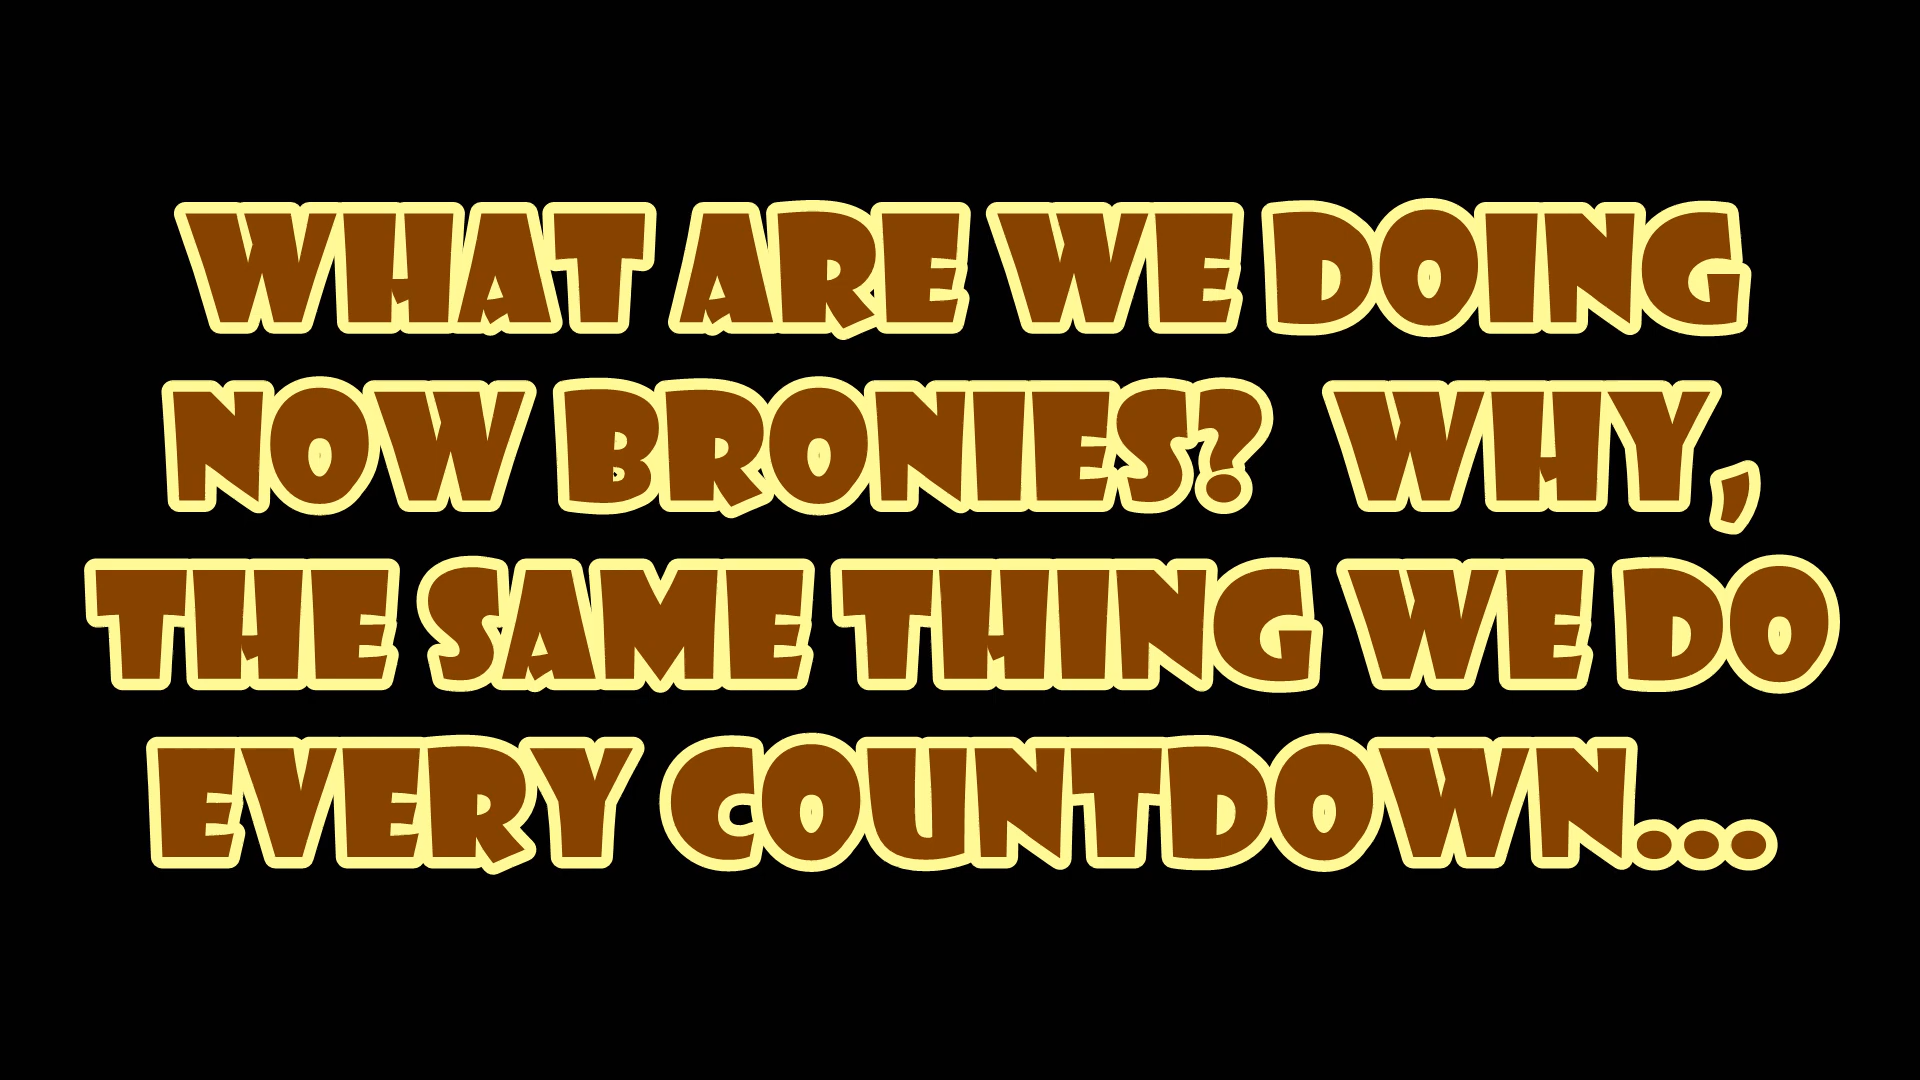 WHAT ARE WE DOING
NOW BRONIES?  WHY,
THE SAME THING WE DO
EVERY COUNTDOWN...